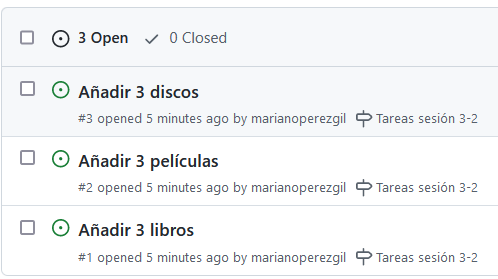 3 Open 0 Closed
Añadir 3 discos
#3 opened 5 minutes ago by marianoperezgil Tareas sesión 3-2
Añadir 3 películas
#2 opened 5 minutes ago by marianoperezgil Tareas sesión 3-2
Añadir 3 libros
#1 opened 5 minutes ago by marianoperezgil Tareas sesión 3-2